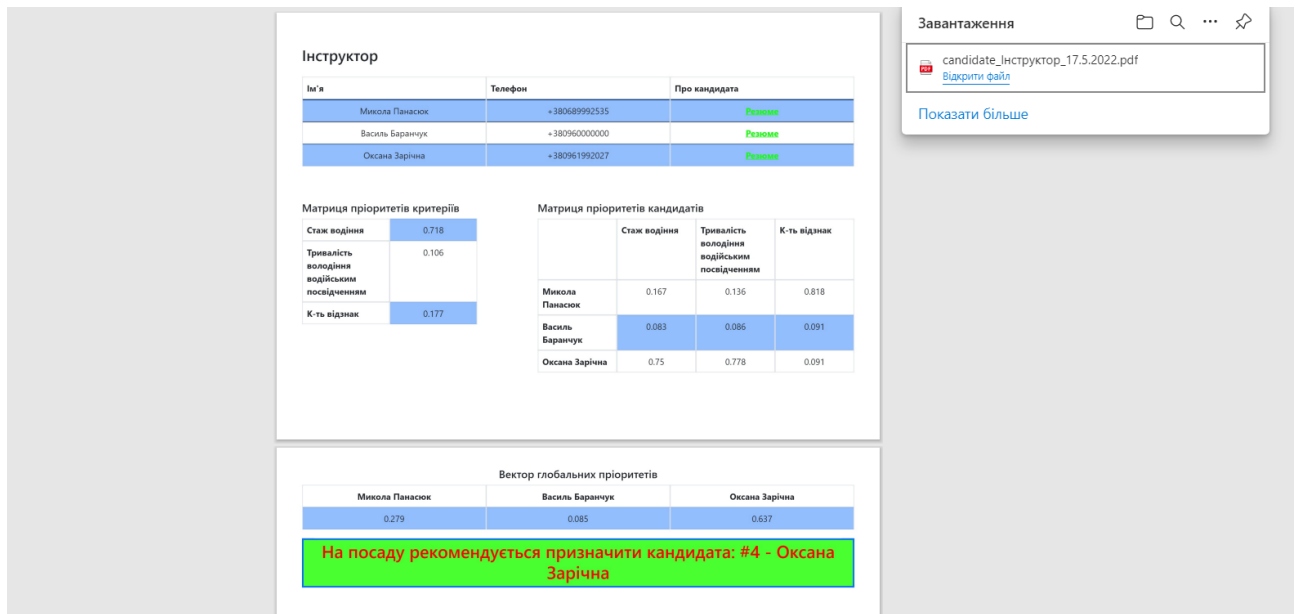 Завантаження
candidate_Інструктор_17.5.2022.pdf
Відкрити файл
Показати більше
Інструктор
Ім'я Телефон Про кандидата
Микола Панасюк +380689992535 Резюме
Василь Баранчук +380960000000 Резюме
Оксана Зарічна +380961992027 Резюме
Матриця пріоритетів критеріїв
Стаж водіння 0.718
Тривалість 0.106
володіння
водійським
посвідченням
К-ть відзнак 0.177
Матриця пріоритетів кандидатів
Стаж водіння Тривалість К-ть відзнак
володіння
водійським
посвідченням
Микола 0.167 0.136 0.818
Панасюк
Василь 0.083 0.086 0.091
Баранчук
Оксана Зарічна 0.75 0.778 0.091
Вектор глобальних пріоритетів
Микола Панасюк Василь Баранчук Оксана Зарічна
0.279 0.085 0.637
На посаду рекомендується призначити кандидата: #4 - Оксана
Зарічна